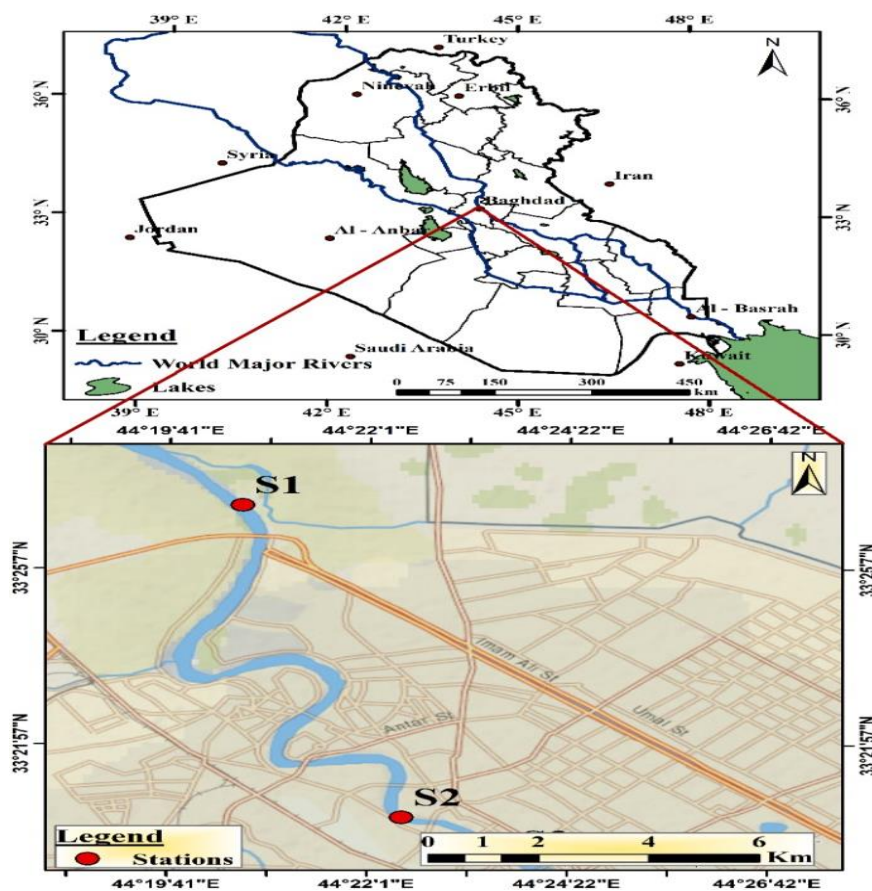 39° E 42° E 45° E 48° E
Turkey
N
36° N
36° N
Ninevah
Erbil
Syria
Iran
33° N
33° N
Baghdad
Jordan
Al - Anbar
30° N
30° N
Al - Basrah
Legend
World Major Rivers
Saudi Arabia
Kuwait
Lakes
0 75 150 300 450
km
39° E 42° E 45° E 48° E
44°19'41"E 44°22'1"E 44°24'22"E 44°26'42"E
N
S1
33°25'7"N
33°25'7"N
Imam Ali St
Umal St
Antar St
33°21'57"N
33°21'57"N
S2
Legend
Stations
0 1 2 4 6
Km
44°19'41"E 44°22'1"E 44°24'22"E 44°26'42"E